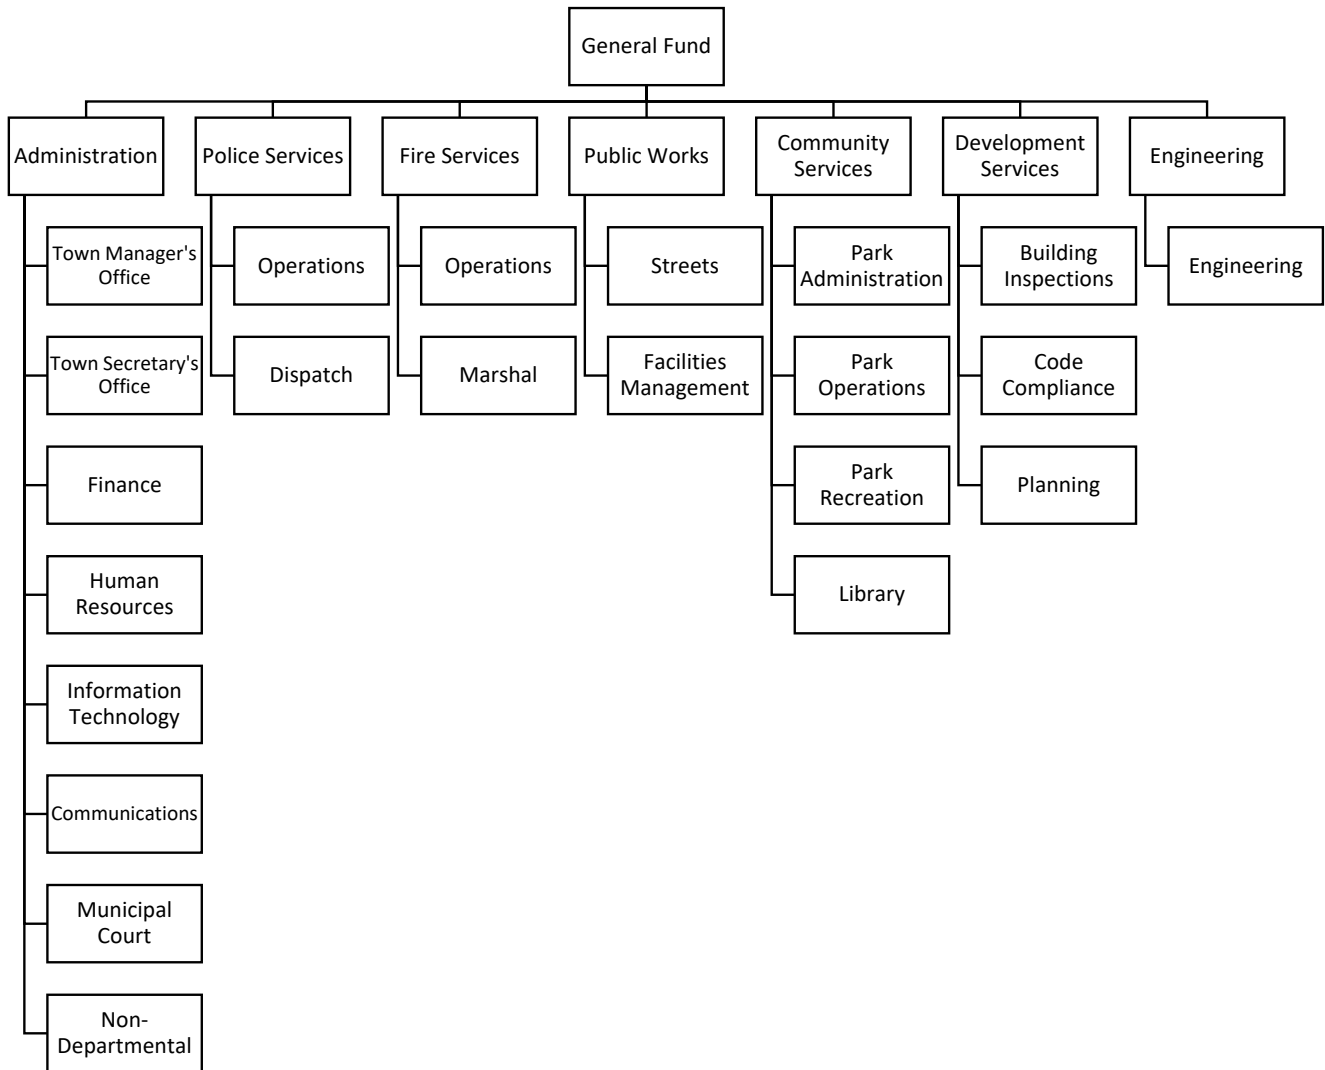 General Fund
Administration
Police Services
Fire Services
Public Works
Community
Services
Development
Services
Engineering
Town Manager's
Office
Operations
Operations
Streets
Park
Administration
Building
Inspections
Engineering
Town Secretary's
Office
Dispatch
Marshal
Facilities
Management
Park
Operations
Code
Compliance
Finance
Park
Recreation
Planning
Human
Resources
Library
Information
Technology
Communications
Municipal
Court
Non-
Departmental